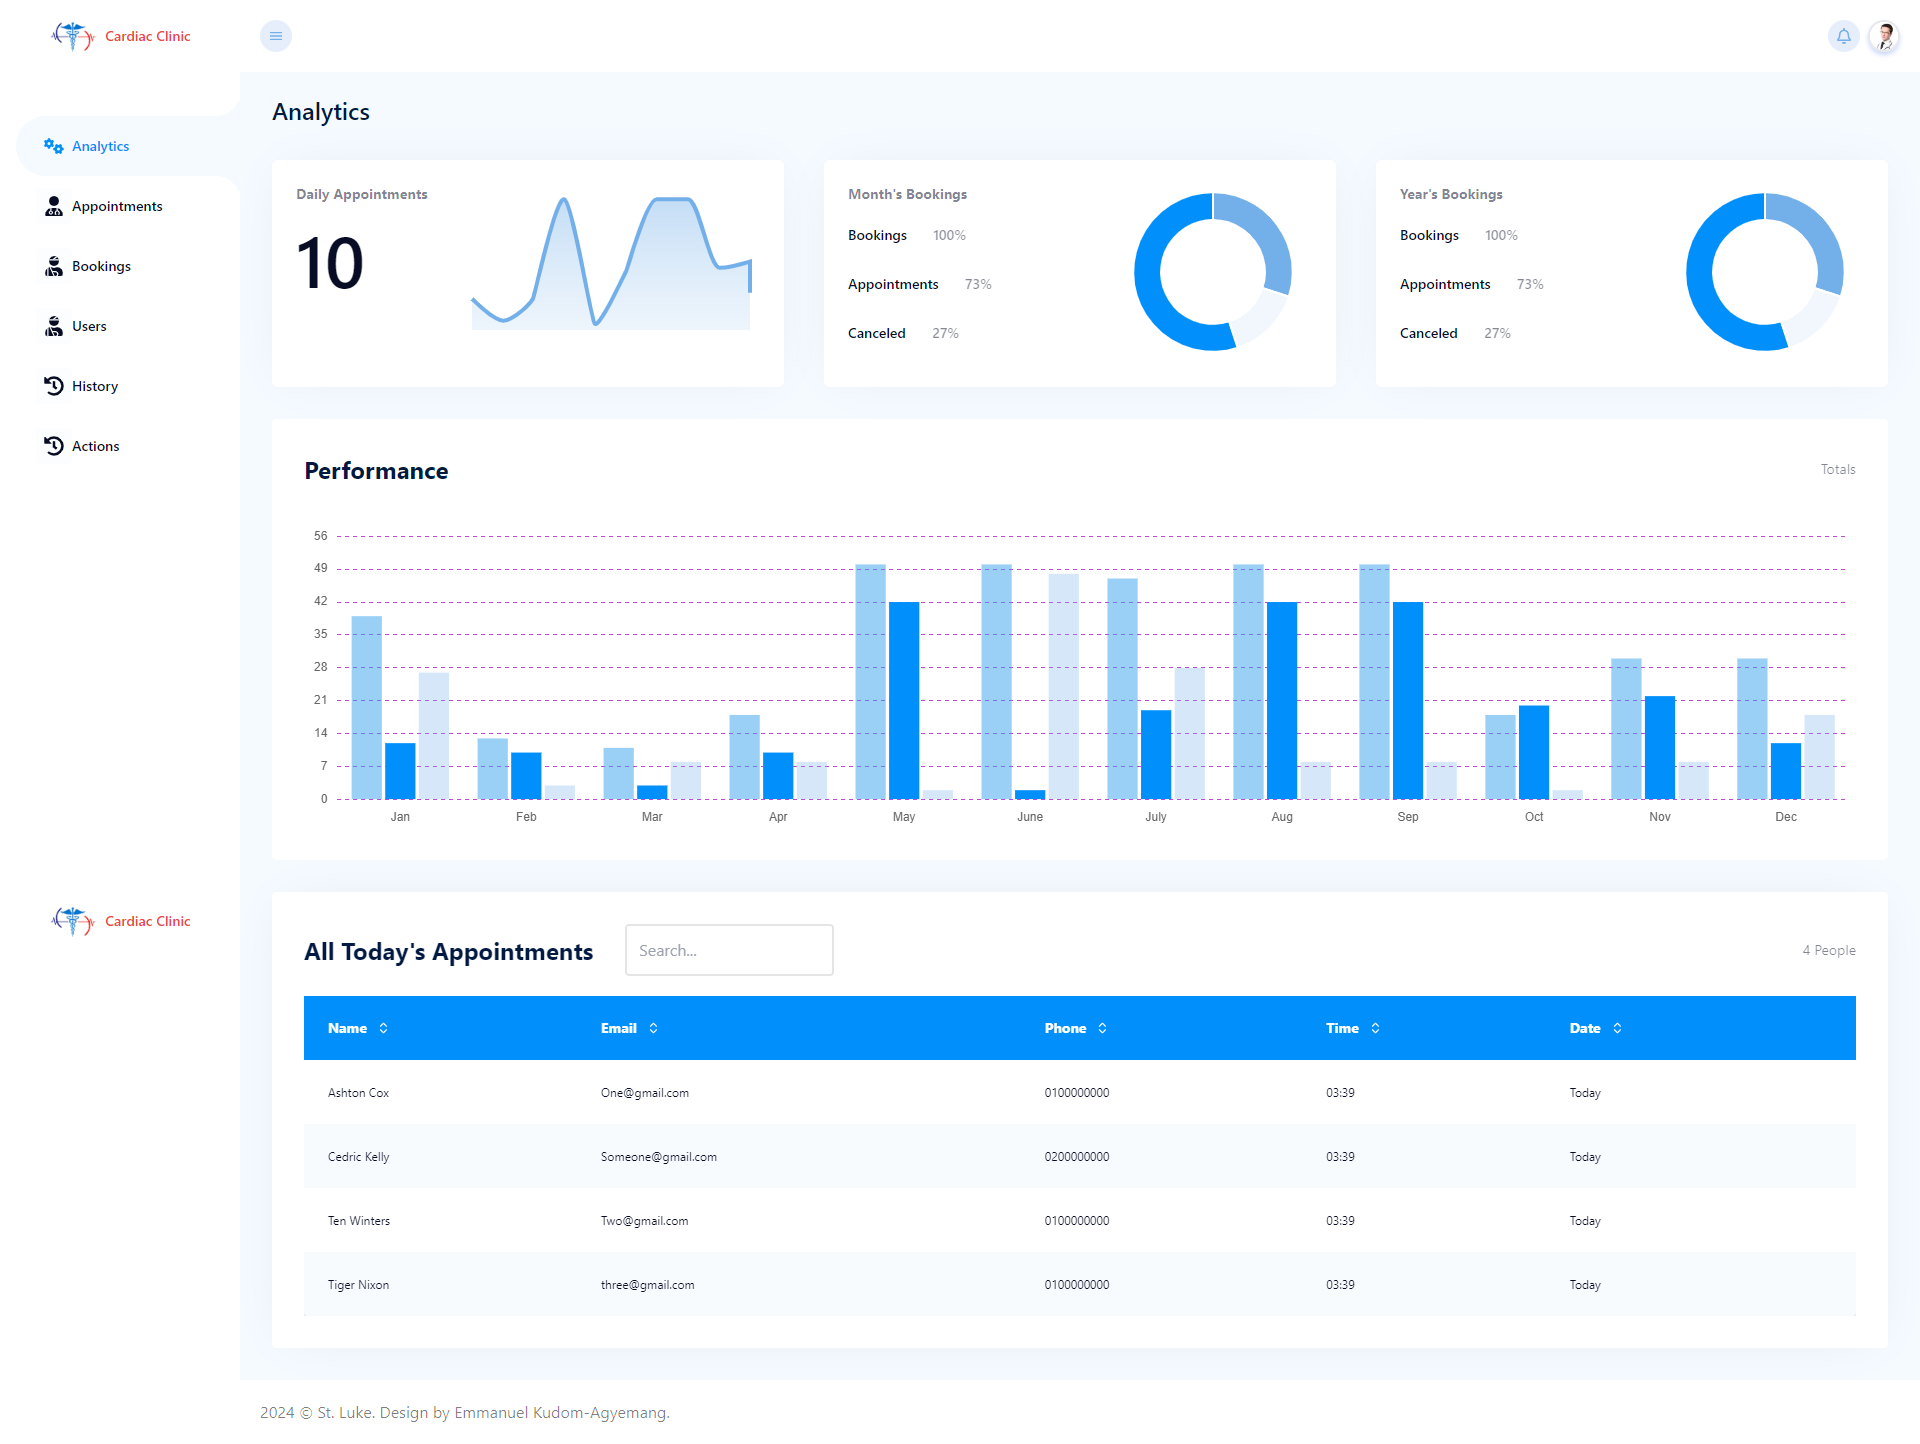 Cardiac Clinic
Analytics
Appointments
Bookings
Users
History
Actions
Cardiac Clinic
Analytics
Daily Appointments
10
Month's Bookings
Bookings 100%
Appointments 73%
Canceled 27%
Year's Bookings
Bookings 100%
Appointments 73%
Canceled 27%
Performance
Totals
56
49
42
35
28
21
14
7
0
Jan Feb Mar Apr May June July Aug Sep Oct Nov Dec
All Today's Appointments
Search...
4 People
Name Email Phone Time Date
Ashton Cox One@gmail.com 0100000000 03:39 Today
Cedric Kelly Someone@gmail.com 0200000000 03:39 Today
Ten Winters Two@gmail.com 0100000000 03:39 Today
Tiger Nixon three@gmail.com 0100000000 03:39 Today
2024 © St. Luke. Design by Emmanuel Kudom-Agyemang.